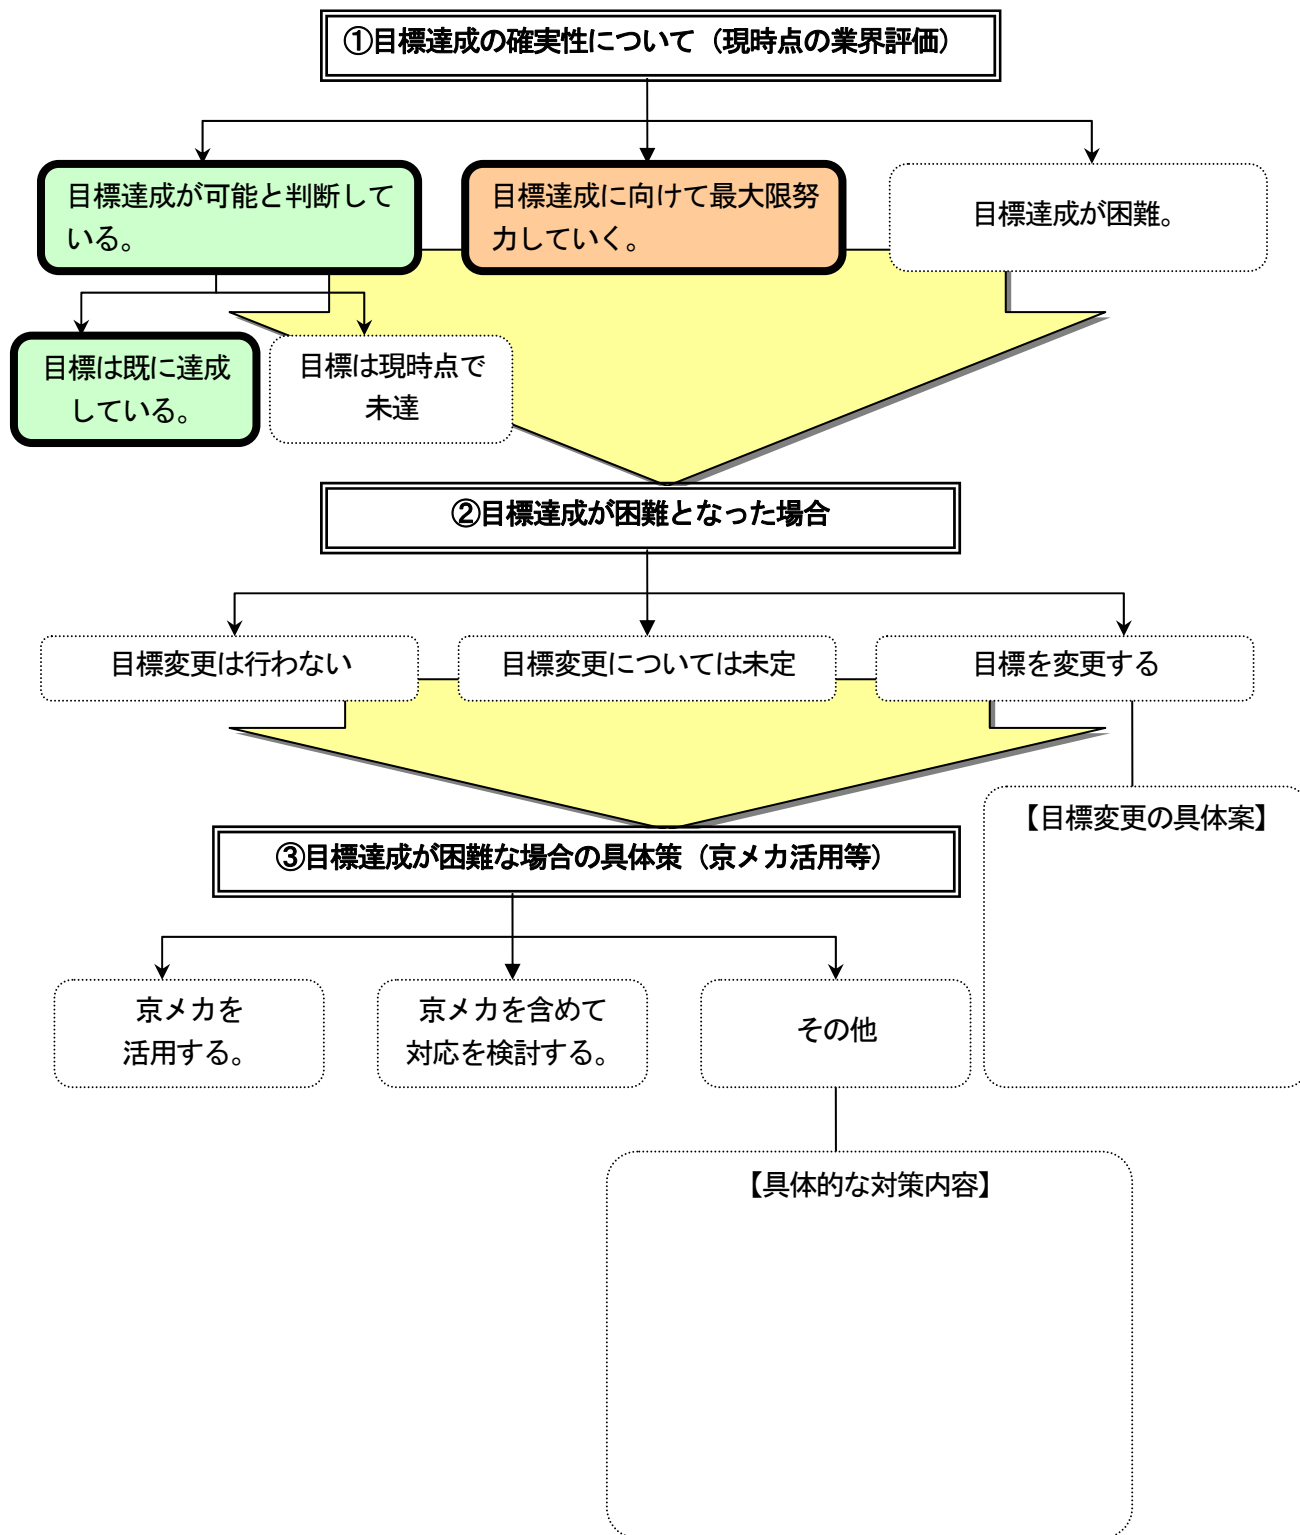 ①目標達成の確実性について（現時点の業界評価）
目標達成が可能と判断して
いる。
目標達成に向けて最大限努
力していく。
目標達成が困難。
目標は既に達成
している。
目標は現時点で
未達
②目標達成が困難となった場合
目標変更は行わない
目標変更については未定
目標を変更する
【目標変更の具体案】
③目標達成が困難な場合の具体策（京メカ活用等）
京メカを
活用する。
京メカを含めて
対応を検討する。
その他
【具体的な対策内容】